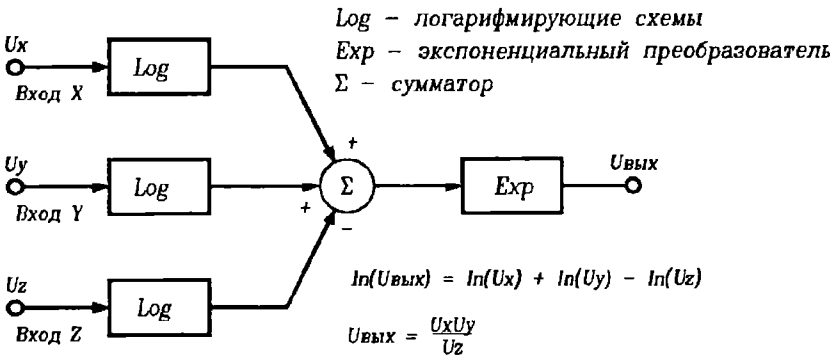 Log – логарифмирующие схемы
Exp – экспоненциальный преобразователь
Σ – сумматор
Ux
Log
Вход X
+
Uy
Log
Вход Y
+
Σ
Exp
Uвых
−
Uz
Log
Вход Z
ln(Uвых) = ln(Ux) + ln(Uy) − ln(Uz)
Uвых = UxUy/Uz